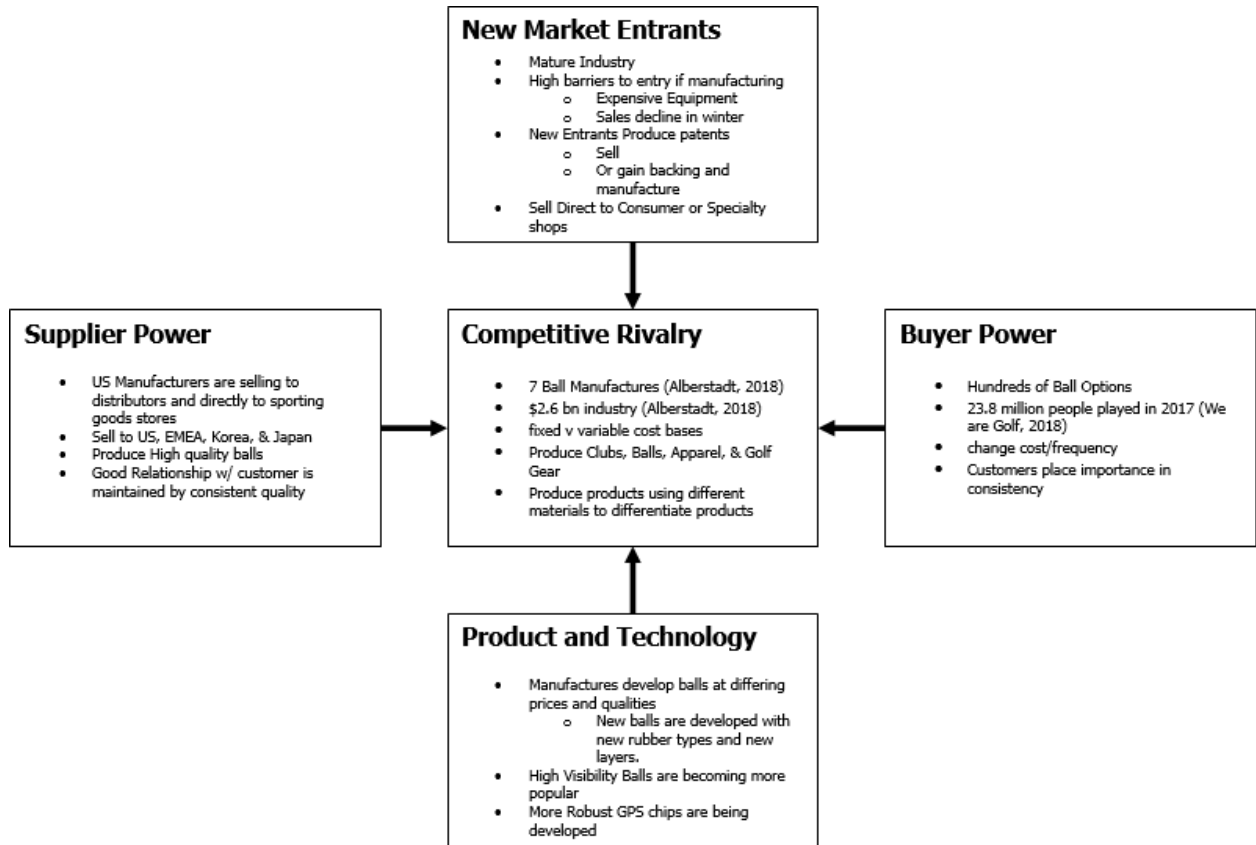 New Market Entrants
• Mature Industry
• High barriers to entry if manufacturing
o Expensive Equipment
o Sales decline in winter
• New Entrants Produce patents
o Sell
o Or gain backing and
manufacture
• Sell Direct to Consumer or Specialty
shops
Supplier Power
• US Manufacturers are selling to
distributors and directly to sporting
goods stores
• Sell to US, EMEA, Korea, & Japan
• Produce High quality balls
• Good Relationship w/ customer is
maintained by consistent quality
Competitive Rivalry
• 7 Ball Manufactures (Alberstadt, 2018)
• $2.6 bn industry (Alberstadt, 2018)
• fixed v variable cost bases
• Produce Clubs, Balls, Apparel, & Golf
Gear
• Produce products using different
materials to differentiate products
Buyer Power
• Hundreds of Ball Options
• 23.8 million people played in 2017 (We
are Golf, 2018)
• change cost/frequency
• Customers place importance in
consistency
Product and Technology
• Manufactures develop balls at differing
prices and qualities
o New balls are developed with
new rubber types and new
layers.
• High Visibility Balls are becoming more
popular
• More Robust GPS chips are being
developed